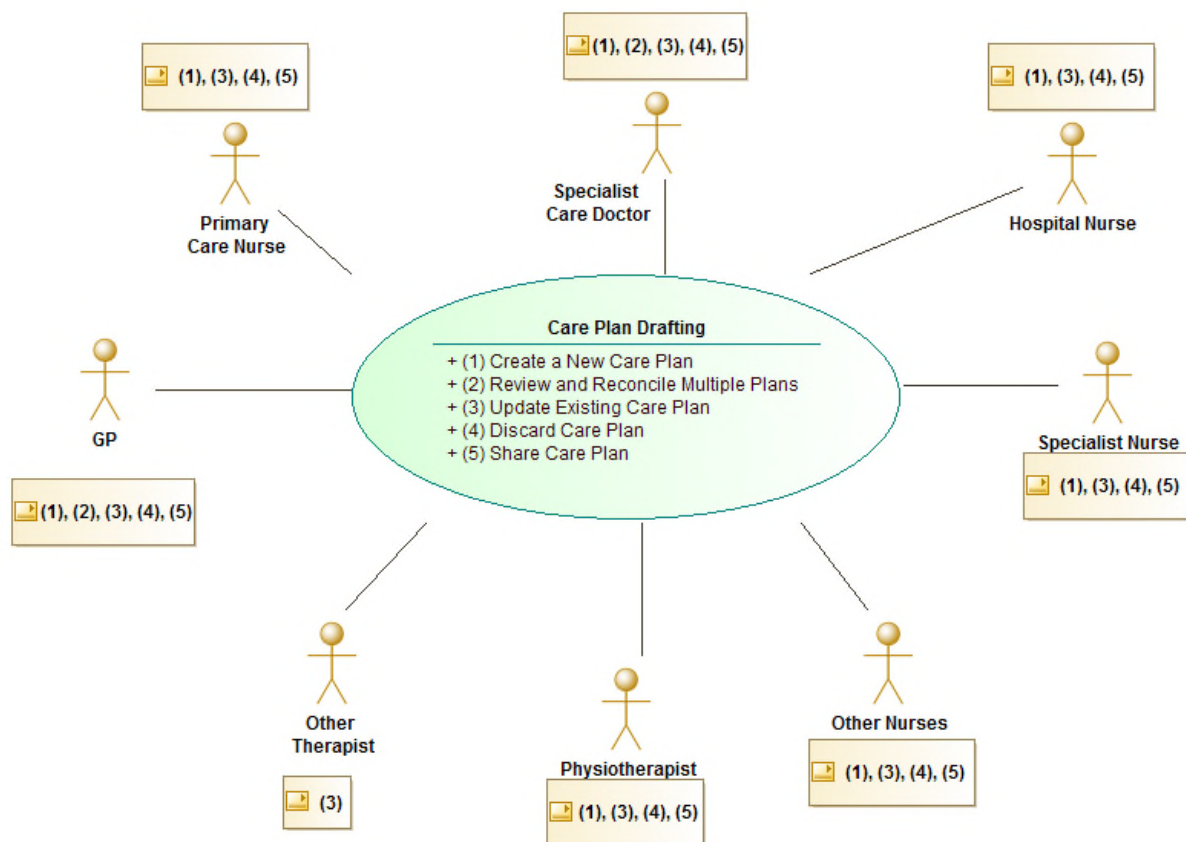 (1), (3), (4), (5)
Primary
Care Nurse
(1), (2), (3), (4), (5)
Specialist
Care Doctor
(1), (3), (4), (5)
Hospital Nurse
Care Plan Drafting
+ (1) Create a New Care Plan
+ (2) Review and Reconcile Multiple Plans
+ (3) Update Existing Care Plan
+ (4) Discard Care Plan
+ (5) Share Care Plan
GP
(1), (2), (3), (4), (5)
Specialist Nurse
(1), (3), (4), (5)
Other
Therapist
(3)
Physiotherapist
(1), (3), (4), (5)
Other Nurses
(1), (3), (4), (5)